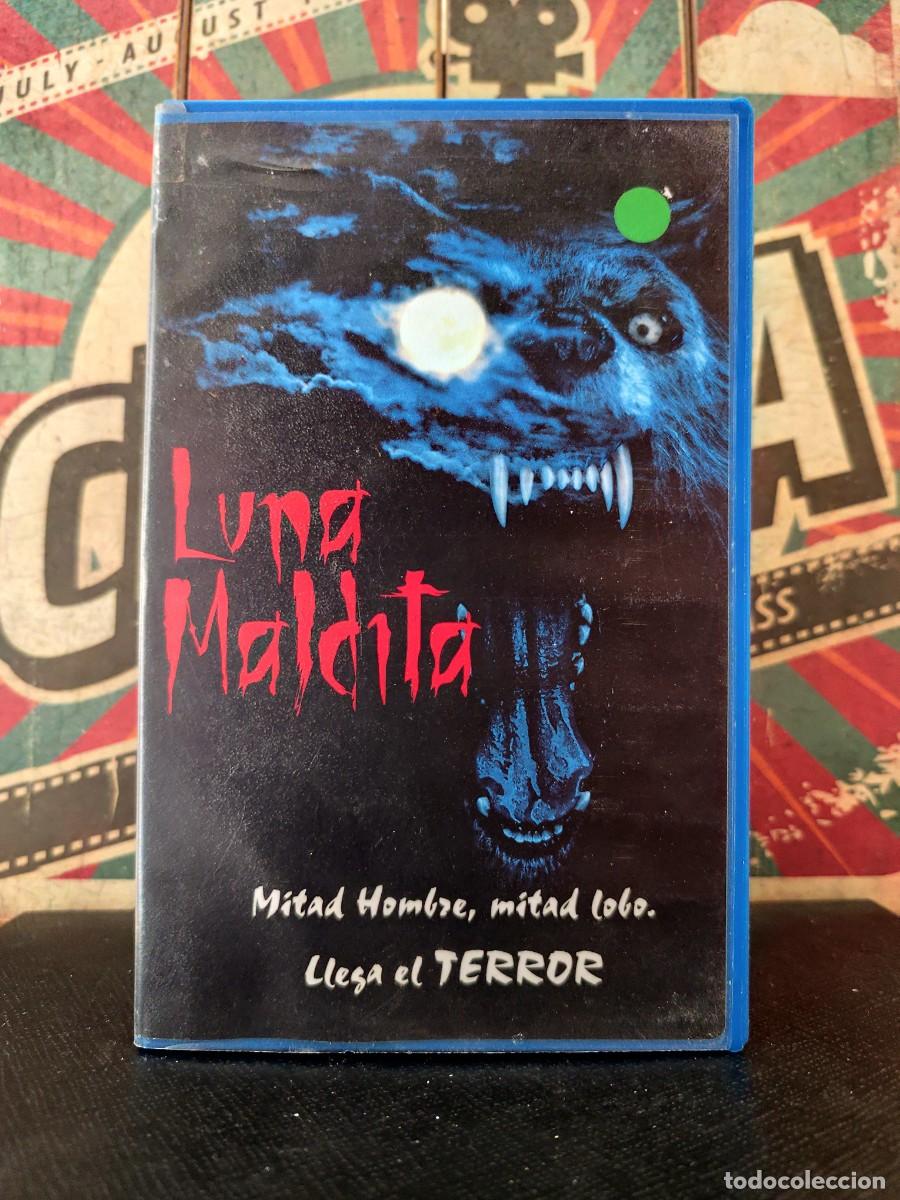 JULY - AUGUST
Luna
Maldita
Mitad Hombre, mitad lobo.
Llega el TERROR
todocoleccion